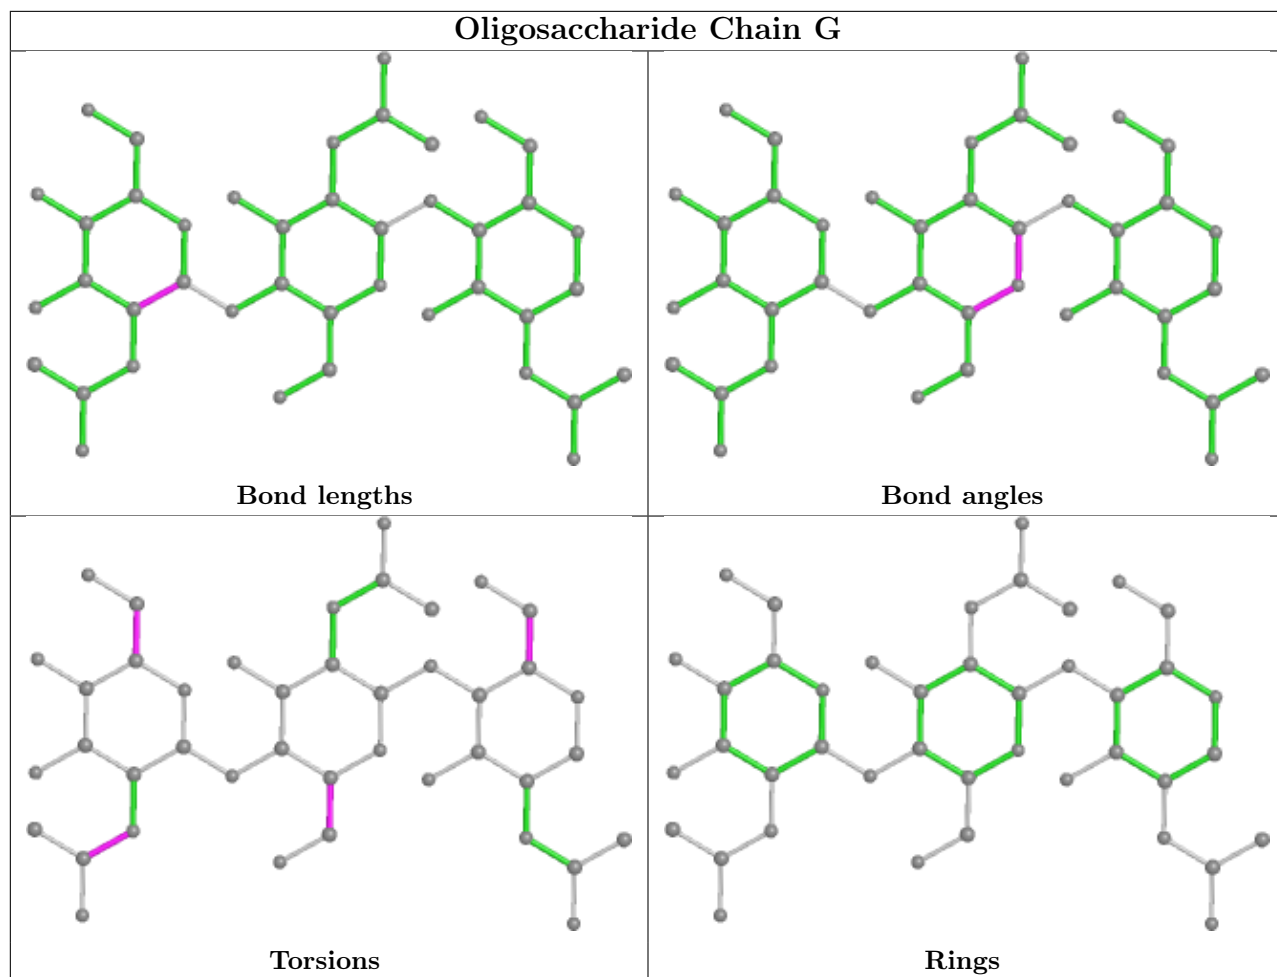 Oligosaccharide Chain G
Bond lengths
Bond angles
Torsions
Rings